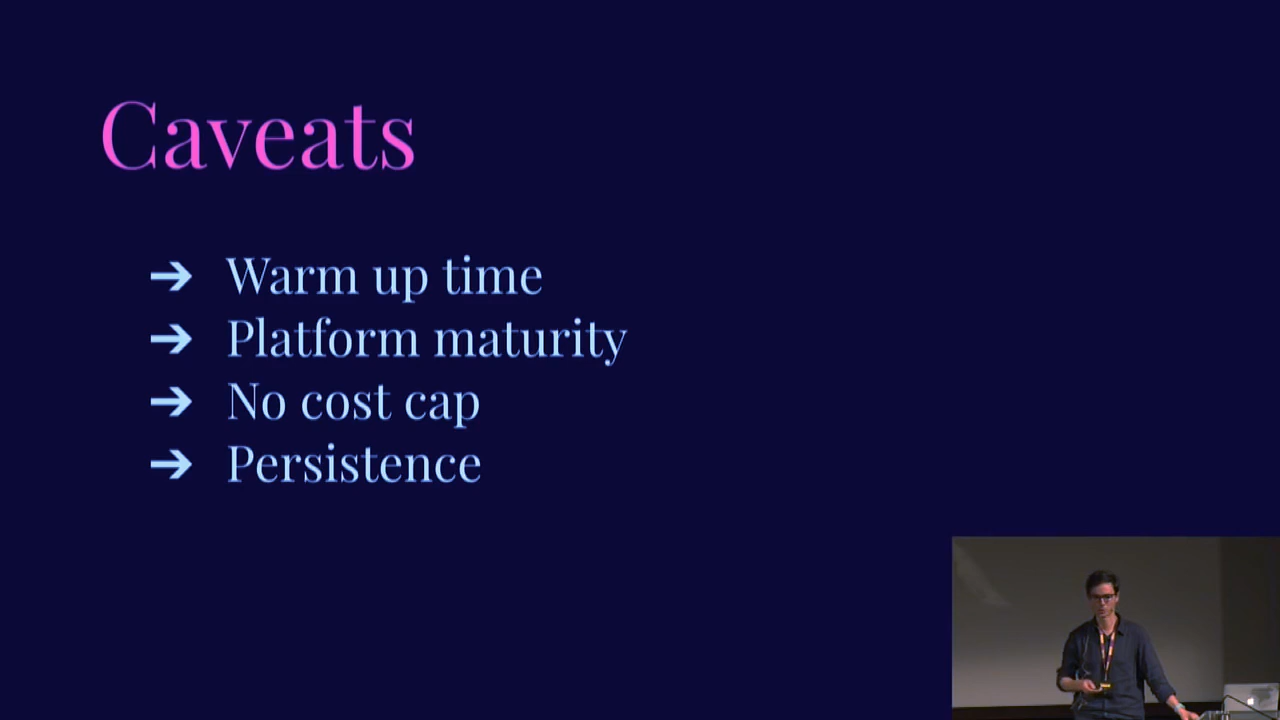 Caveats
➔ Warm up time
➔ Platform maturity
➔ No cost cap
➔ Persistence